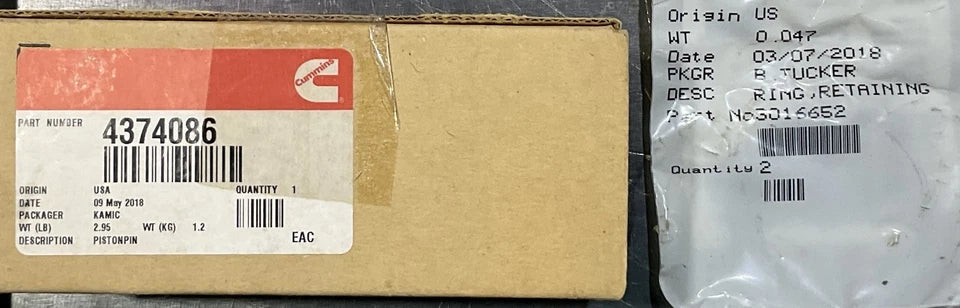 Cummins
PART NUMBER 4374086
ORIGIN USA QUANTITY 1
DATE 09 May 2018
PACKAGER KAMIC
WT (LB) 2.95 WT (KG) 1.2
DESCRIPTION PISTONPIN
EAC
Origin US
WT 0.047
Date 03/07/2018
PKGR B TUCKER
DESC RING,RETAINING
Part No3016652
Quantity 2